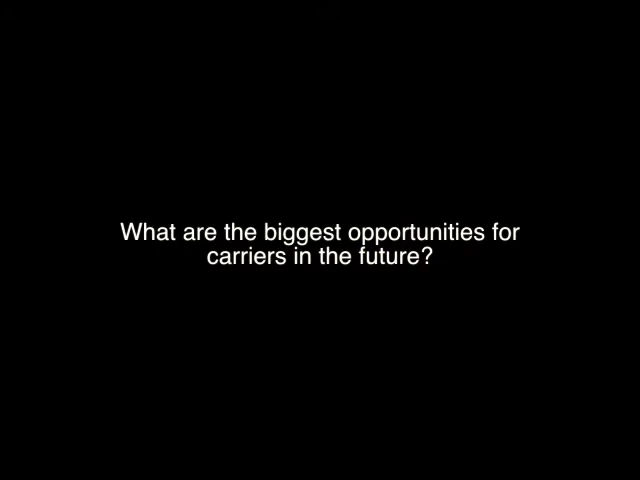 What are the biggest opportunities for
carriers in the future?